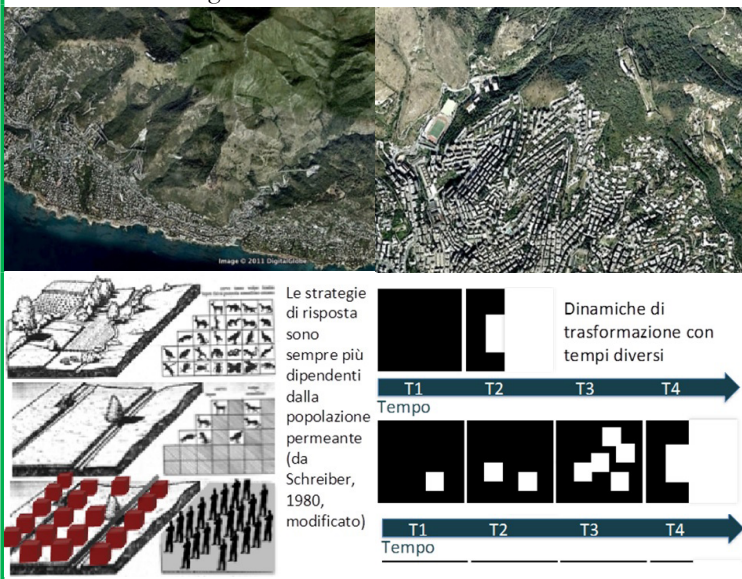 Image © 2011 DigitalGlobe
Le strategie
di risposta
sono
sempre più
dipendenti
dalla
popolazione
permeante
(da
Schreiber,
1980,
modificato)
Dinamiche di
trasformazione con
tempi diversi
T1 T2 T3 T4
Tempo
T1 T2 T3 T4
Tempo